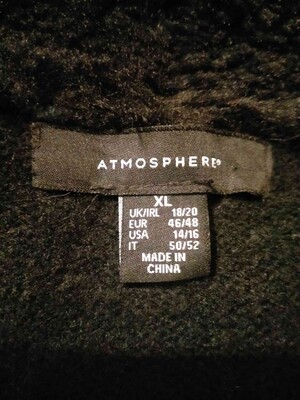 ATMOSPHERE®
XL
UK/IRL 18/20
EUR 46/48
USA 14/16
IT 50/52
MADE IN
CHINA